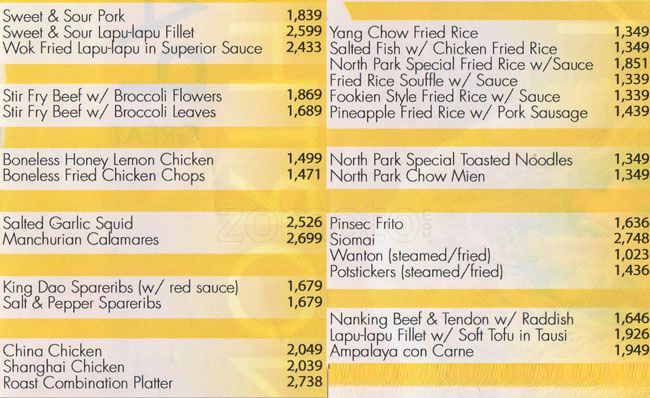 Sweet & Sour Pork 1,839
Sweet & Sour Lapu-lapu Fillet 2,599
Wok Fried Lapu-lapu in Superior Sauce 2,433
Stir Fry Beef w/ Broccoli Flowers 1,869
Stir Fry Beef w/ Broccoli Leaves 1,689
Boneless Honey Lemon Chicken 1,499
Boneless Fried Chicken Chops 1,471
Salted Garlic Squid 2,526
Manchurian Calamares 2,699
King Dao Spareribs (w/ red sauce) 1,679
Salt & Pepper Spareribs 1,679
China Chicken 2,049
Shanghai Chicken 2,039
Roast Combination Platter 2,738
Yang Chow Fried Rice 1,349
Salted Fish w/ Chicken Fried Rice 1,349
North Park Special Fried Rice w/Sauce 1,851
Fried Rice Souffle w/ Sauce 1,339
Fookien Style Fried Rice w/ Sauce 1,339
Pineapple Fried Rice w/ Pork Sausage 1,439
North Park Special Toasted Noodles 1,349
North Park Chow Mien 1,349
Pinsec Frito 1,636
Siomai 2,748
Wanton (steamed/fried) 1,023
Potstickers (steamed/fried) 1,436
Nanking Beef & Tendon w/ Raddish 1,646
Lapu-lapu Fillet w/ Soft Tofu in Tausi 1,926
Ampalaya con Carne 1,949